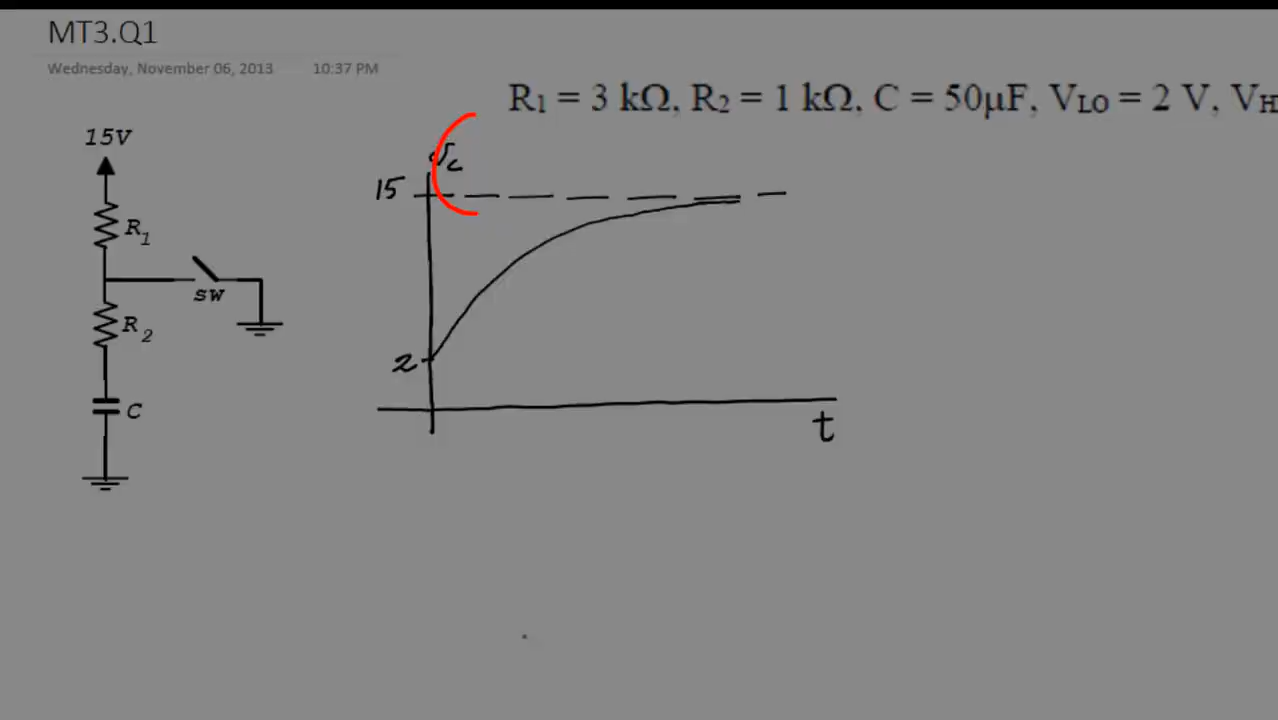 MT3.Q1
Wednesday, November 06, 2013 10:37 PM
R1 = 3 kΩ, R2 = 1 kΩ, C = 50µF, VLO = 2 V, VH
15V
R1
SW
R2
C
vc
15
2
t